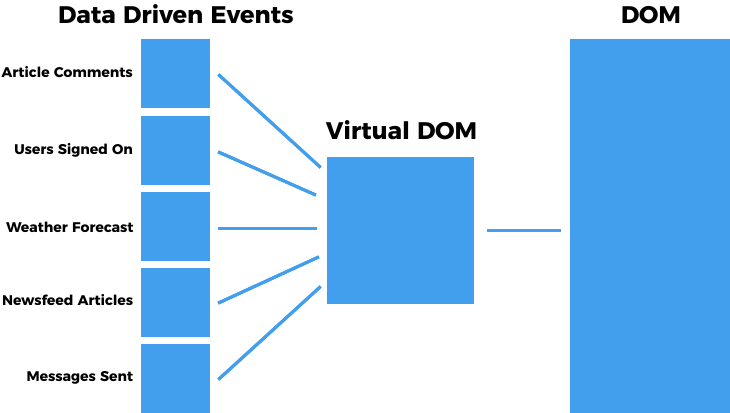 Data Driven Events
DOM
Article Comments
Virtual DOM
Users Signed On
Weather Forecast
Newsfeed Articles
Messages Sent